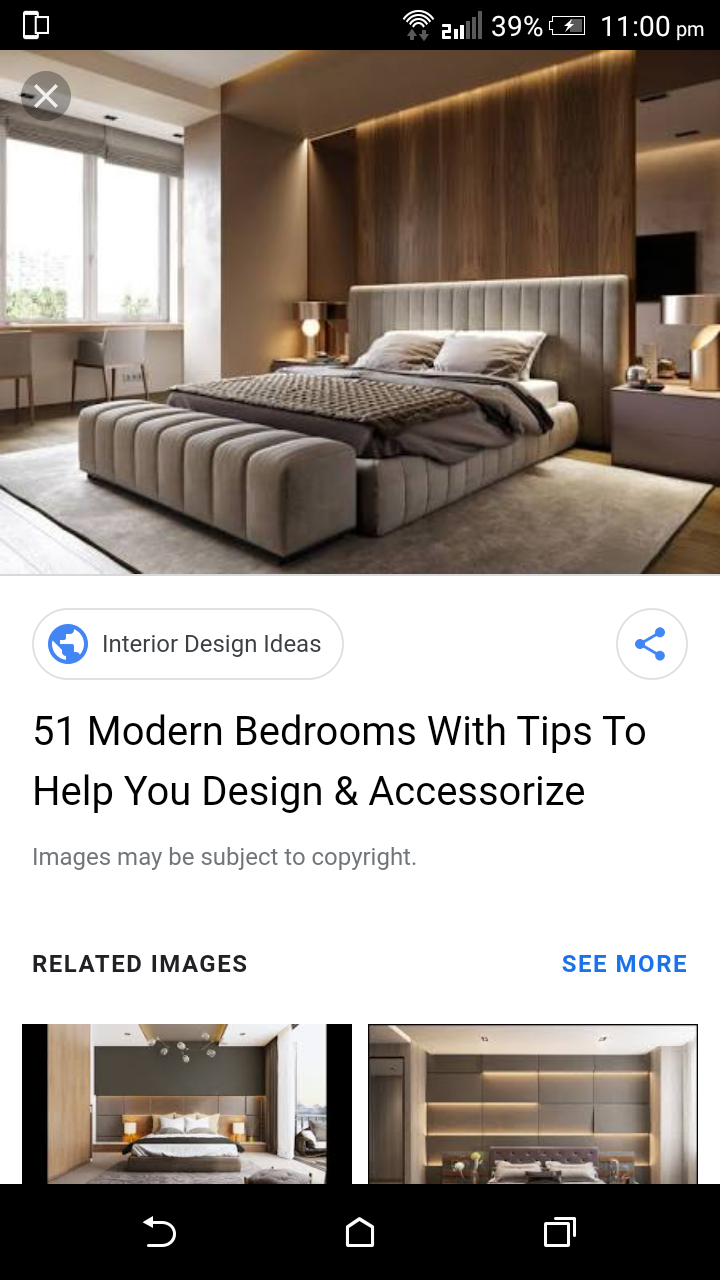 39% 11:00 pm
Interior Design Ideas
51 Modern Bedrooms With Tips To
Help You Design & Accessorize
Images may be subject to copyright.
RELATED IMAGES SEE MORE